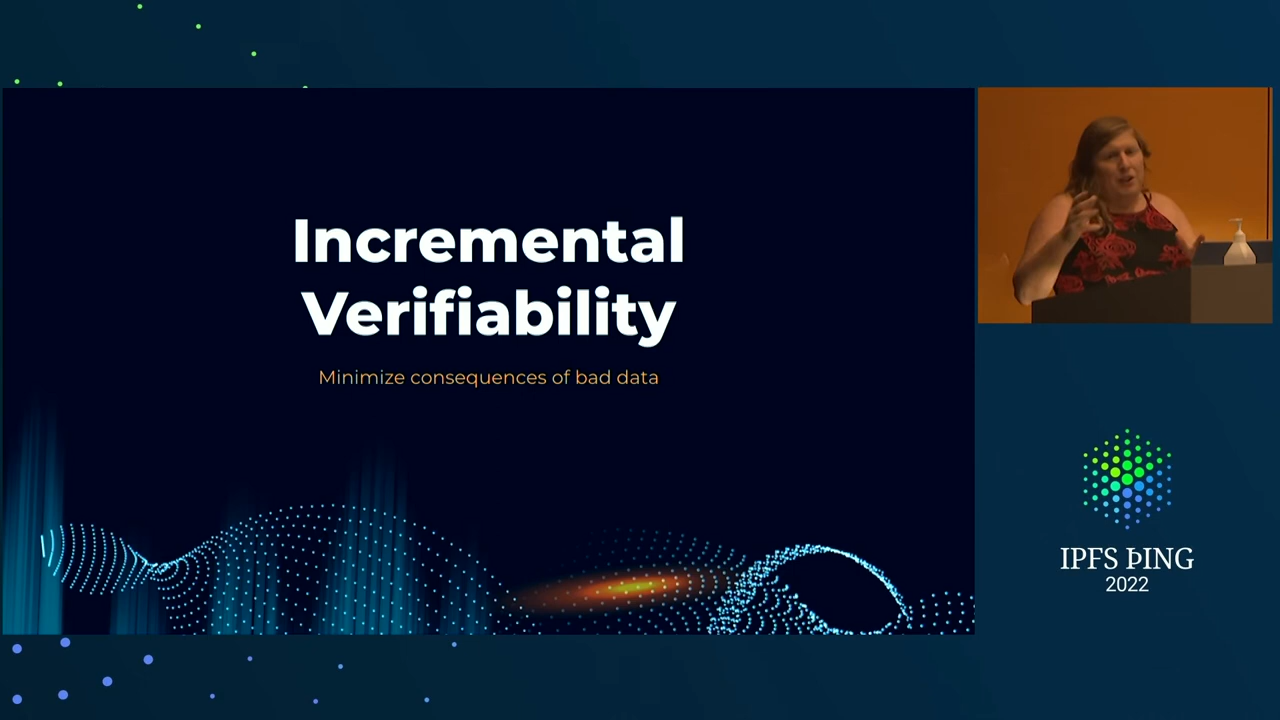 Incremental
Verifiability
Minimize consequences of bad data
IPFS ÞING
2022